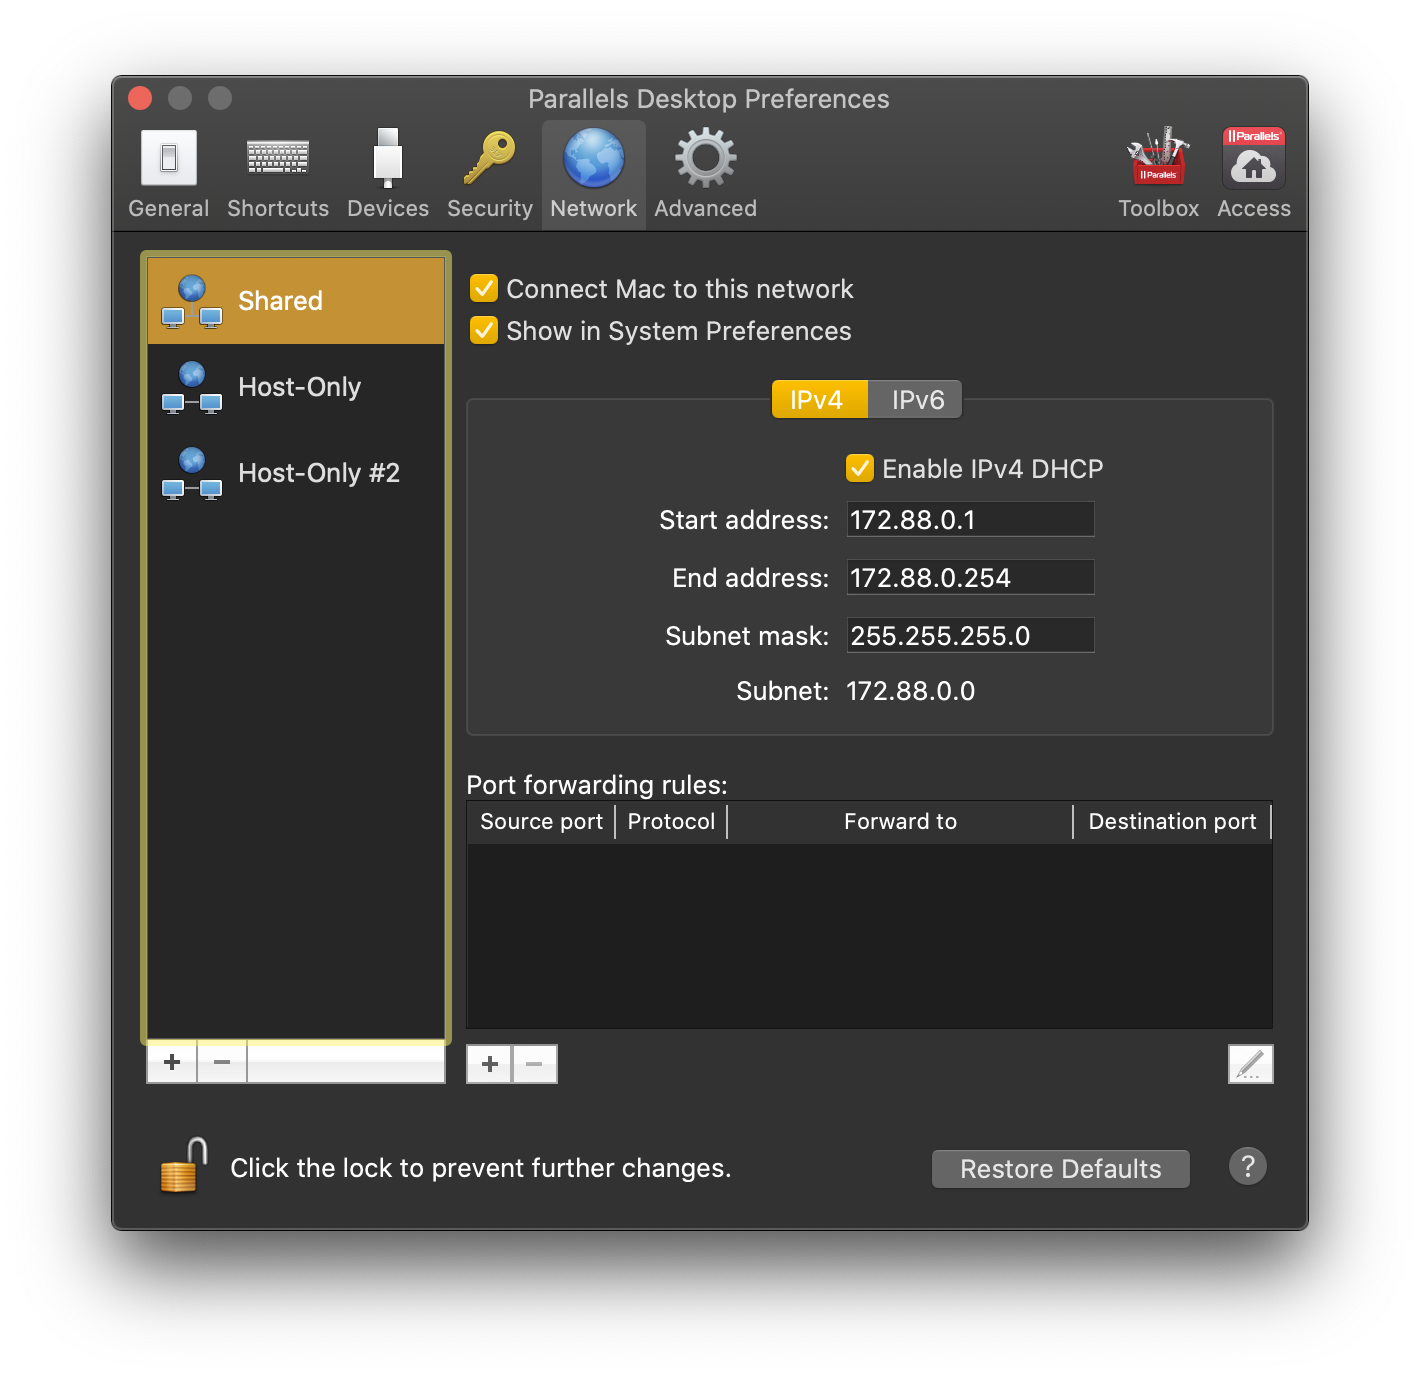 Parallels Desktop Preferences
General Shortcuts Devices Security Network Advanced Toolbox Access
|| Parallels
|| Parallels®
Shared
Host-Only
Host-Only #2
Connect Mac to this network
Show in System Preferences
IPv4 IPv6
Enable IPv4 DHCP
Start address: 172.88.0.1
End address: 172.88.0.254
Subnet mask: 255.255.255.0
Subnet: 172.88.0.0
Port forwarding rules:
Source port Protocol Forward to Destination port
+ − + −
Click the lock to prevent further changes.
Restore Defaults ?